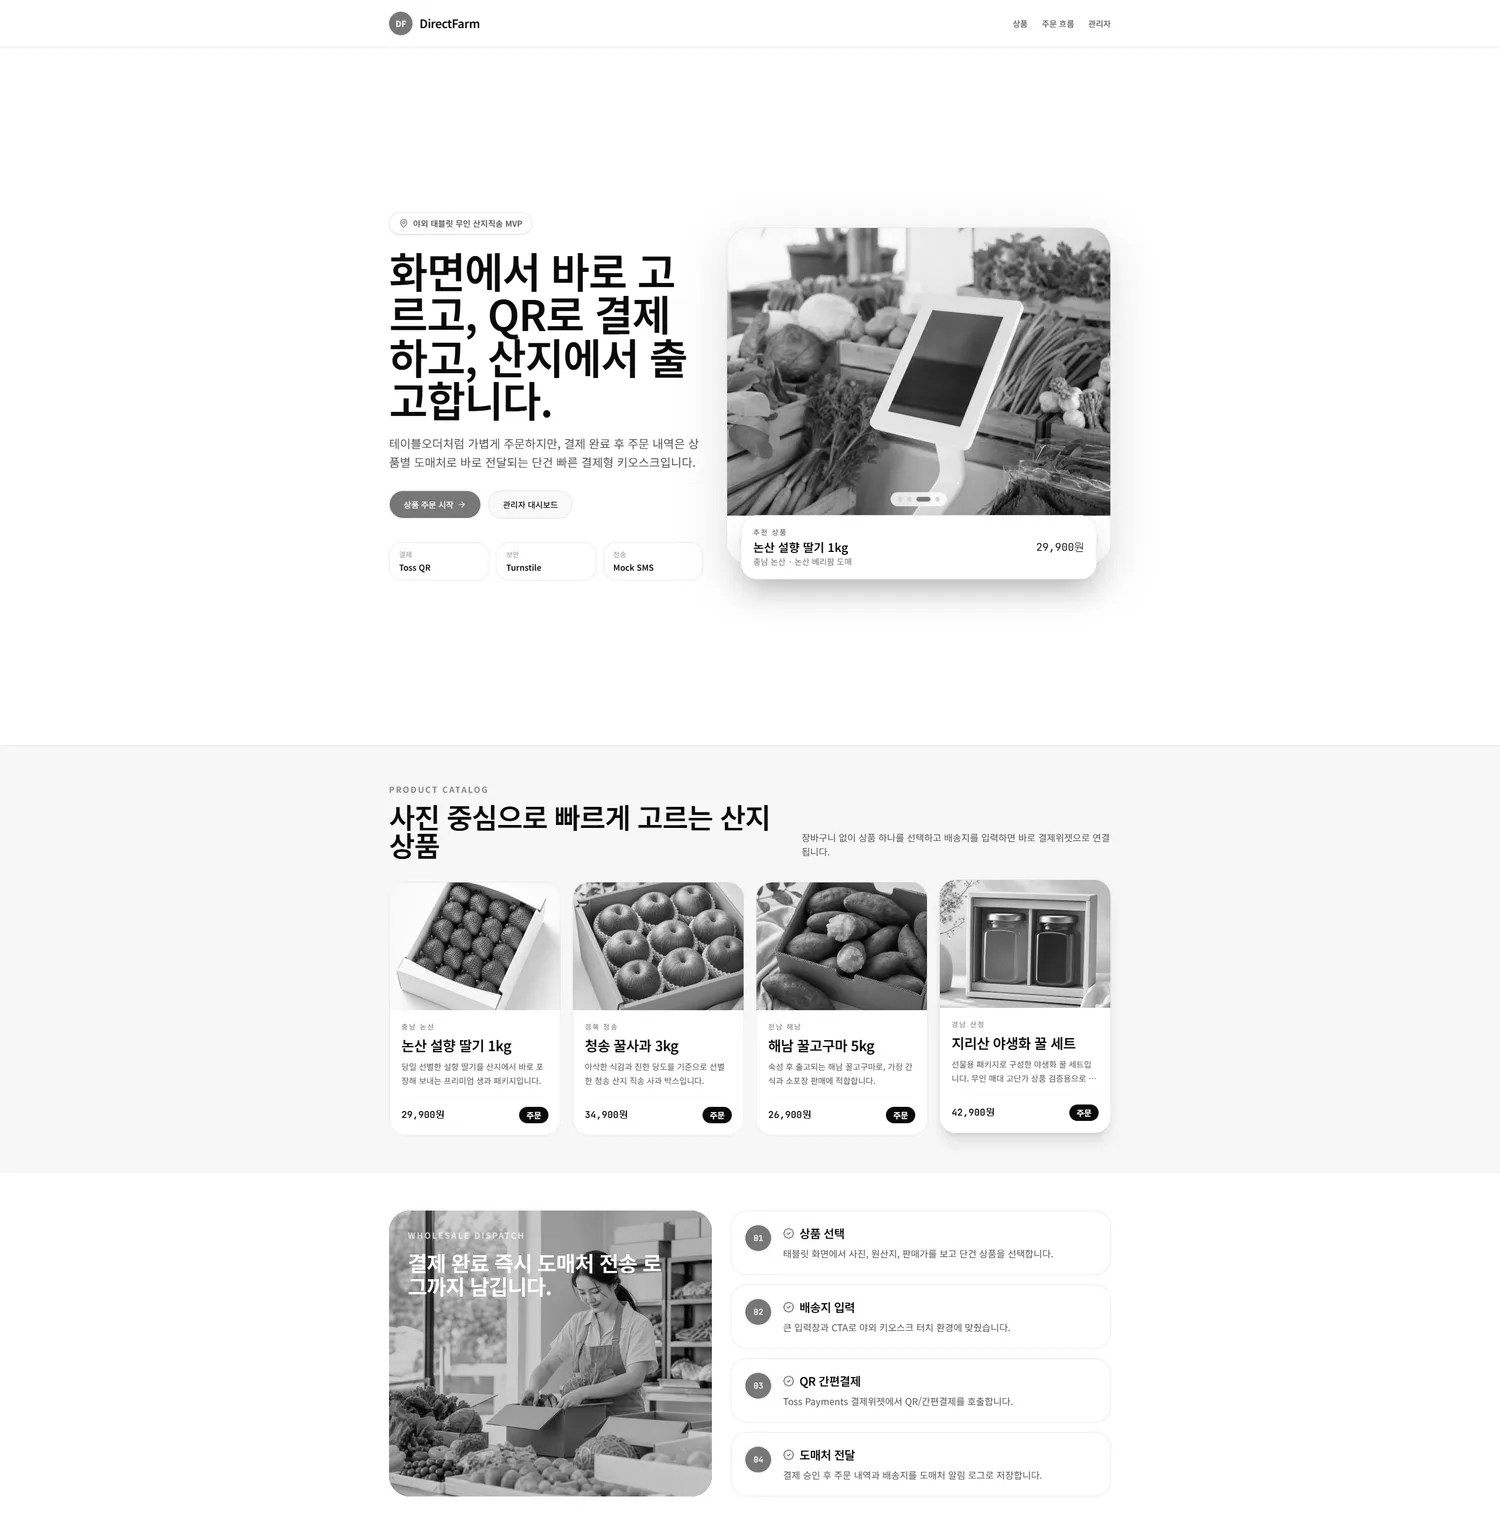 DF DirectFarm
상품 주문 흐름 관리자
야외 태블릿 무인 산지직송 MVP
화면에서 바로 고
르고, QR로 결제
하고, 산지에서 출
고합니다.
테이블오더처럼 가볍게 주문하지만, 결제 완료 후 주문 내역은 상
품별 도매처로 바로 전달되는 단건 빠른 결제형 키오스크입니다.
상품 주문 시작 →
관리자 대시보드
결제
Toss QR
보안
Turnstile
전송
Mock SMS
추천 상품
논산 설향 딸기 1kg
충남 논산 · 논산 베리팜 도매
29,900원
PRODUCT CATALOG
사진 중심으로 빠르게 고르는 산지
상품
장바구니 없이 상품 하나를 선택하고 배송지를 입력하면 바로 결제위젯으로 연결
됩니다.
충남 논산
논산 설향 딸기 1kg
당일 선별한 설향 딸기를 산지에서 바로 포
장해 보내는 프리미엄 생과 패키지입니다.
29,900원
주문
경북 청송
청송 꿀사과 3kg
아삭한 식감과 진한 당도를 기준으로 선별
한 청송 산지 직송 사과 박스입니다.
34,900원
주문
전남 해남
해남 꿀고구마 5kg
숙성 후 출고되는 해남 꿀고구마로, 가정 간
식과 소포장 판매에 적합합니다.
26,900원
주문
경남 산청
지리산 야생화 꿀 세트
선물용 패키지로 구성한 야생화 꿀 세트입
니다. 무인 매대 고단가 상품 검증용으로 …
42,900원
주문
WHOLESALE DISPATCH
결제 완료 즉시 도매처 전송 로
그까지 남깁니다.
01
상품 선택
태블릿 화면에서 사진, 원산지, 판매가를 보고 단건 상품을 선택합니다.
02
배송지 입력
큰 입력창과 CTA로 야외 키오스크 터치 환경에 맞췄습니다.
03
QR 간편결제
Toss Payments 결제위젯에서 QR/간편결제를 호출합니다.
04
도매처 전달
결제 승인 후 주문 내역과 배송지를 도매처 알림 로그로 저장합니다.